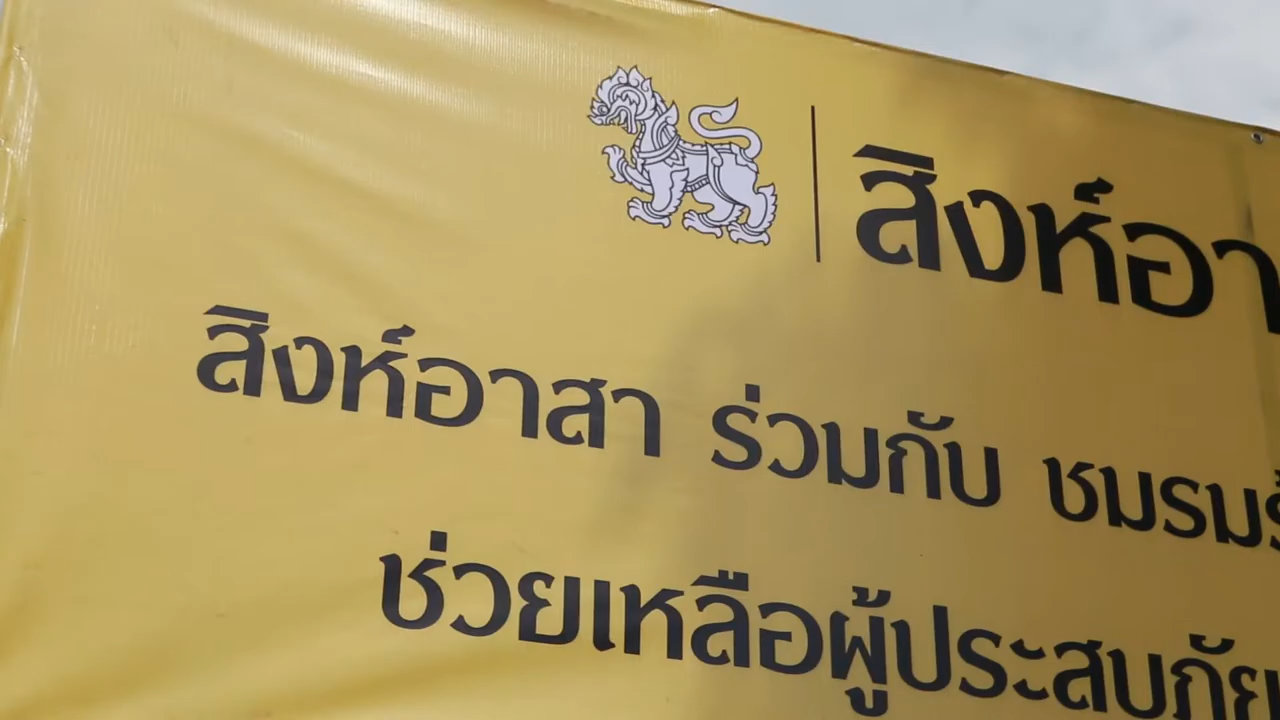 สิงห์อา
สิงห์อาสา ร่วมกับ ชมรม
ช่วยเหลือผู้ประสบภัย